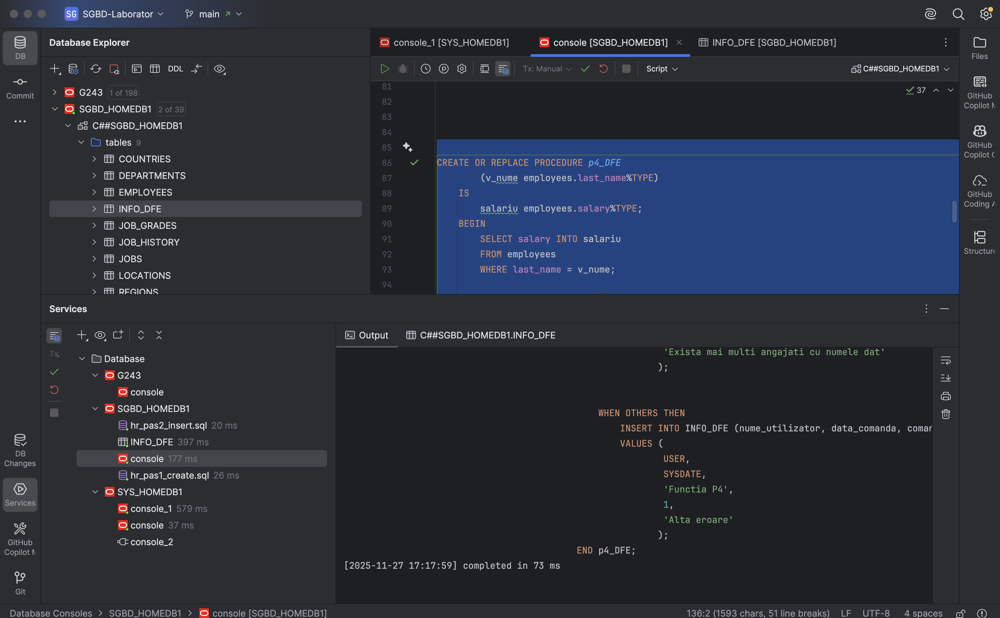 SG SGBD-Laborator main
Database Explorer
DDL
G243 1 of 198
SGBD_HOMEDB1 2 of 39
C##SGBD_HOMEDB1
tables 9
COUNTRIES
DEPARTMENTS
EMPLOYEES
INFO_DFE
JOB_GRADES
JOB_HISTORY
JOBS
LOCATIONS
REGIONS
DB
Commit
DB
Changes
Services
GitHub
Copilot M
Git
console_1 [SYS_HOMEDB1] console [SGBD_HOMEDB1] INFO_DFE [SGBD_HOMEDB1]
Tx: Manual Script C##SGBD_HOMEDB1
37
81
82
83
84
85
86 CREATE OR REPLACE PROCEDURE p4_DFE
87 (v_nume employees.last_name%TYPE)
88 IS
89 salariu employees.salary%TYPE;
90 BEGIN
91 SELECT salary INTO salariu
92 FROM employees
93 WHERE last_name = v_nume;
94
Files
GitHub
Copilot M
GitHub
Copilot C
GitHub
Coding A
Structure
Services
Tx
Database
G243
console
SGBD_HOMEDB1
hr_pas2_insert.sql 20 ms
INFO_DFE 397 ms
console 177 ms
hr_pas1_create.sql 26 ms
SYS_HOMEDB1
console_1 579 ms
console 37 ms
console_2
Output C##SGBD_HOMEDB1.INFO_DFE
'Exista mai multi angajati cu numele dat'
);
WHEN OTHERS THEN
INSERT INTO INFO_DFE (nume_utilizator, data_comanda, comar
VALUES (
USER,
SYSDATE,
'Functia P4',
1,
'Alta eroare'
);
END p4_DFE;
[2025-11-27 17:17:59] completed in 73 ms
Database Consoles > SGBD_HOMEDB1 > console [SGBD_HOMEDB1]
136:2 (1593 chars, 51 line breaks) LF UTF-8 4 spaces